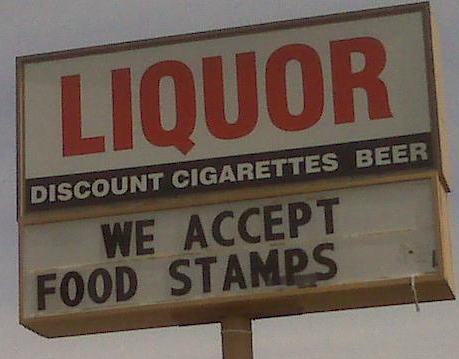 LIQUOR
DISCOUNT CIGARETTES BEER
WE ACCEPT
FOOD STAMPS